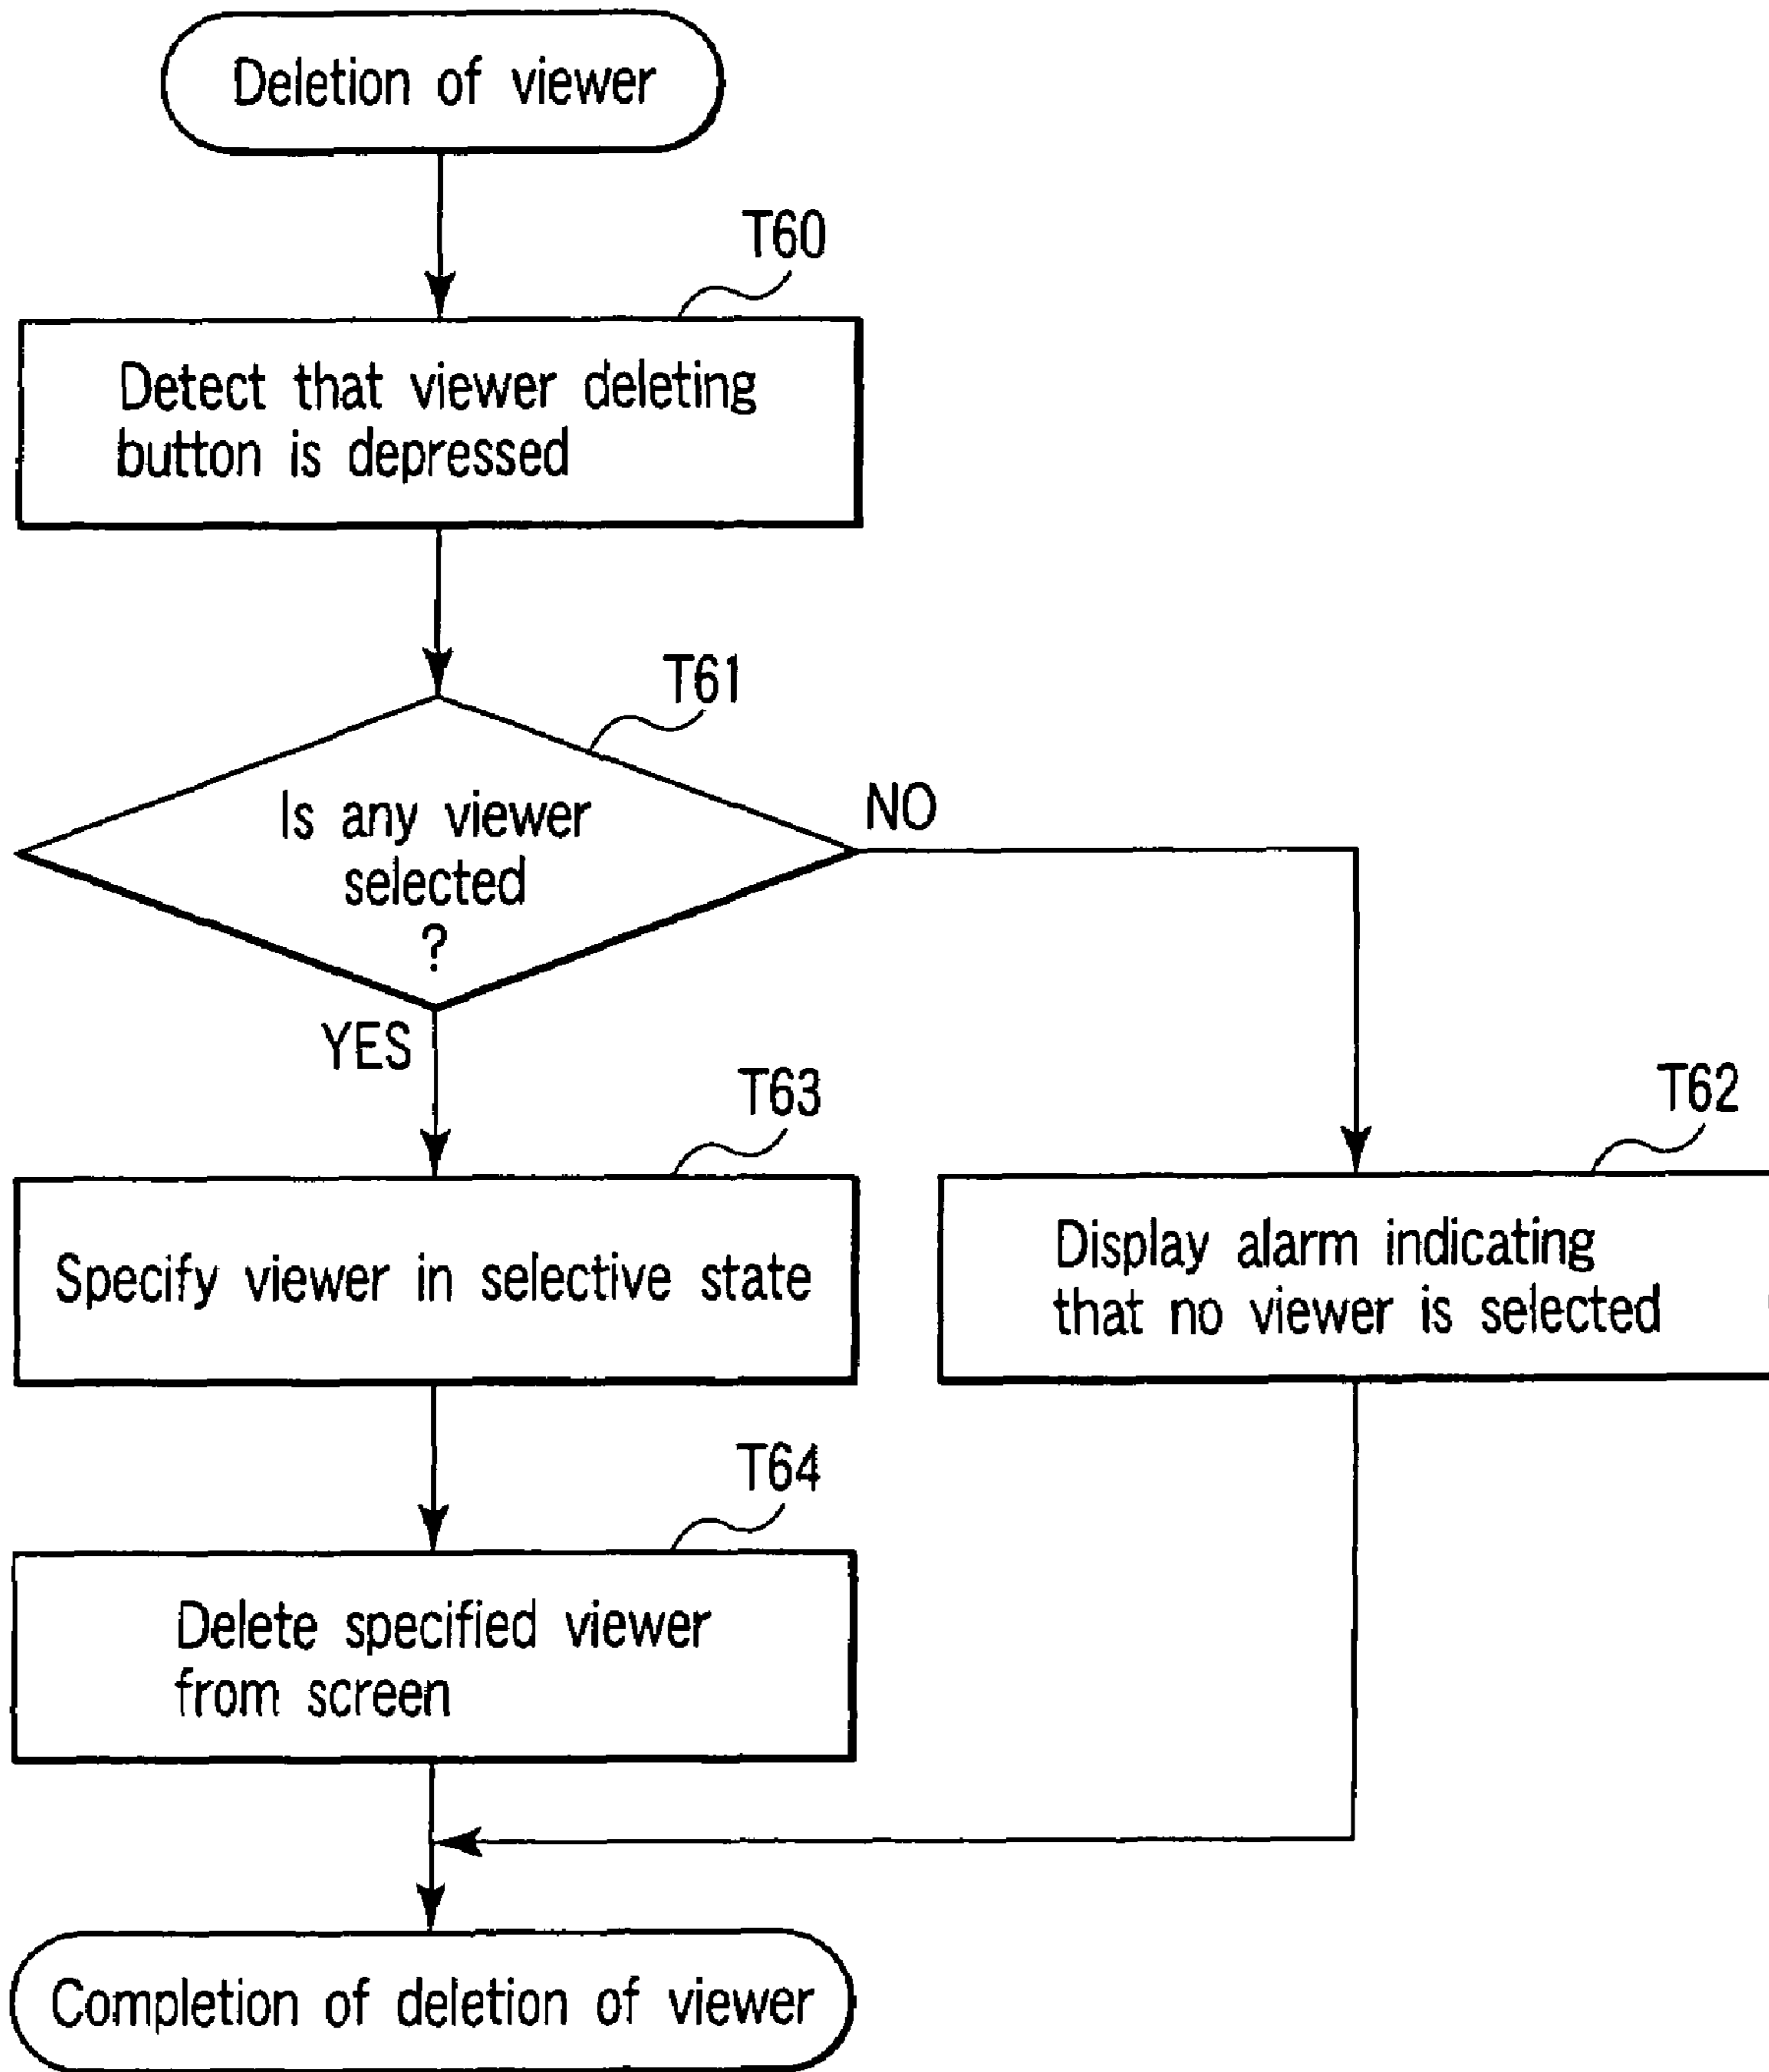 Deletion of viewer
T60
Detect that viewer deleting
button is depressed
T61
Is any viewer
selected
?
NO
YES
T63
Specify viewer in selective state
T62
Display alarm indicating
that no viewer is selected
T64
Delete specified viewer
from screen
Completion of deletion of viewer